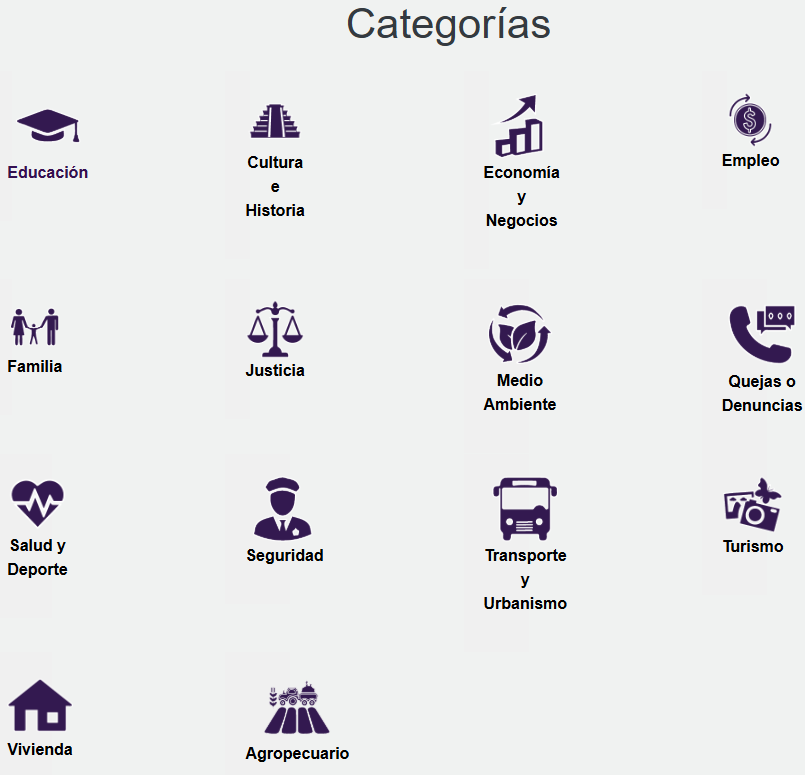 Categorías
Educación
Cultura
e
Historia
Economía
y
Negocios
Empleo
Familia
Justicia
Medio
Ambiente
Quejas o
Denuncias
Salud y
Deporte
Seguridad
Transporte
y
Urbanismo
Turismo
Vivienda
Agropecuario